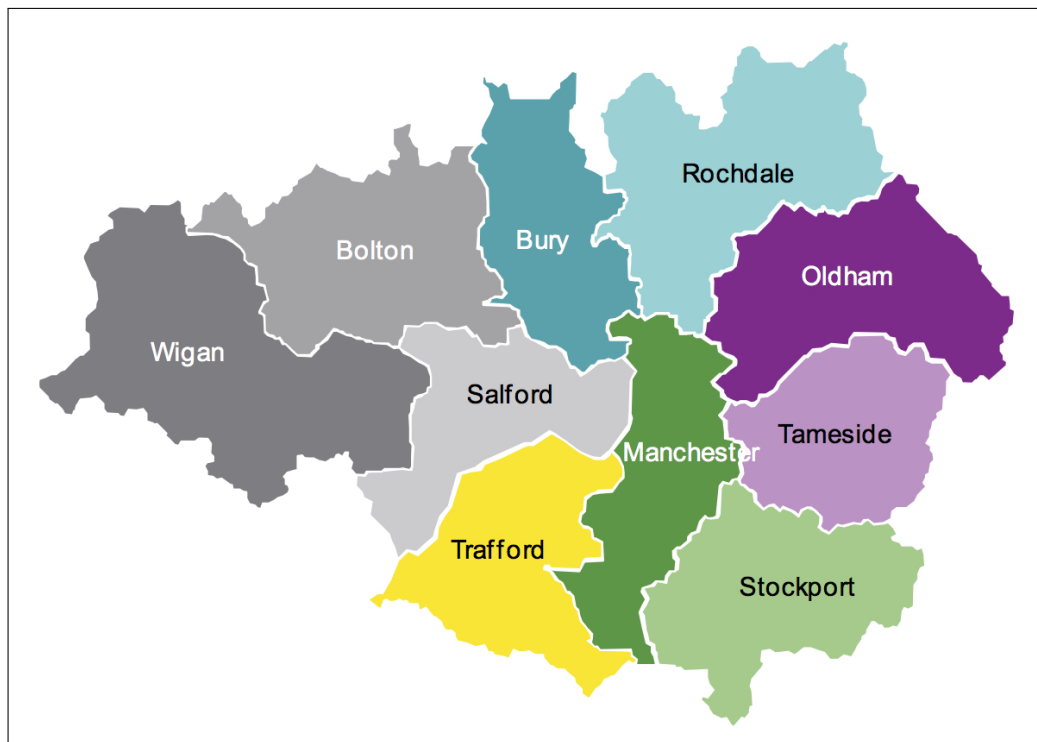 Rochdale
Bury
Bolton
Oldham
Wigan
Salford
Tameside
Manchester
Trafford
Stockport